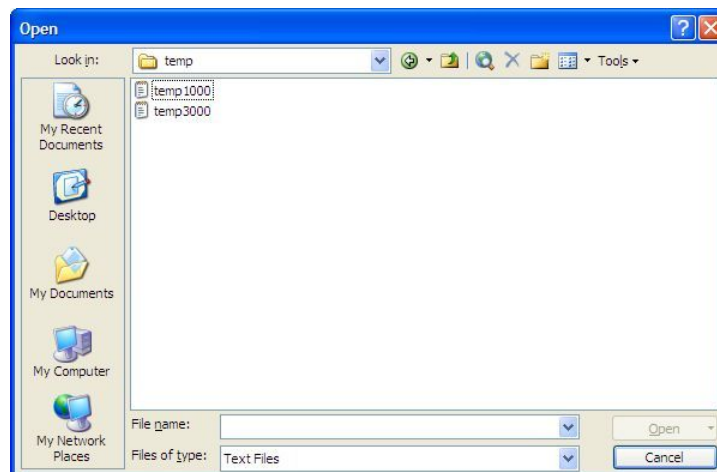 Open
Look in:
temp
Tools
temp1000
temp3000
My Recent
Documents
Desktop
My Documents
My Computer
My Network
Places
File name:
Open
Files of type:
Text Files
Cancel